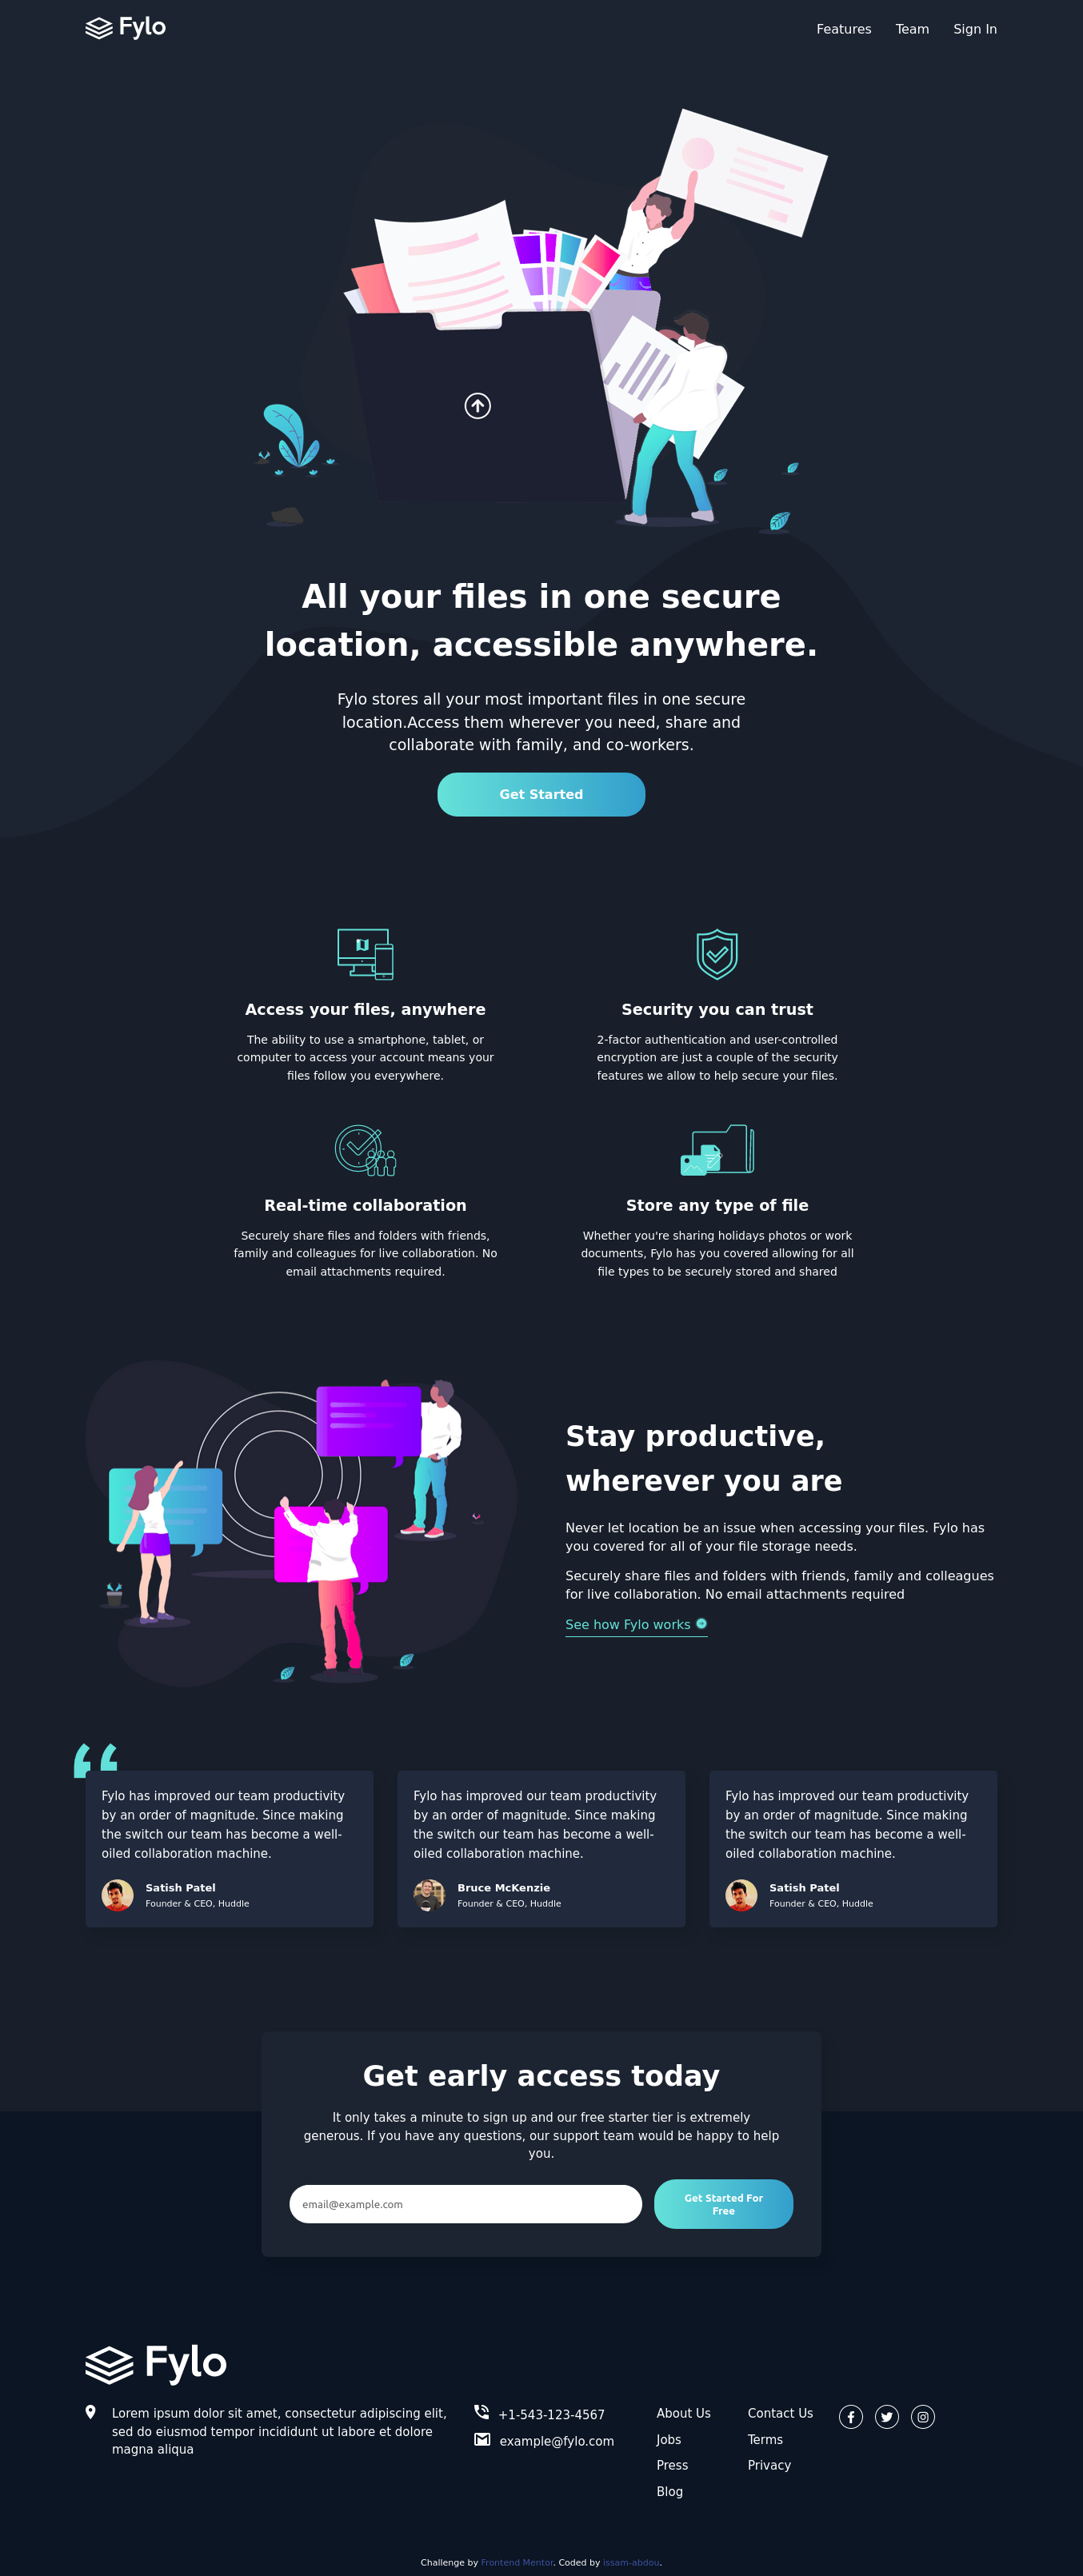 Fylo
Features Team Sign In
All your files in one secure
location, accessible anywhere.
Fylo stores all your most important files in one secure
location.Access them wherever you need, share and
collaborate with family, and co-workers.
Get Started
Access your files, anywhere
The ability to use a smartphone, tablet, or
computer to access your account means your
files follow you everywhere.
Security you can trust
2-factor authentication and user-controlled
encryption are just a couple of the security
features we allow to help secure your files.
Real-time collaboration
Securely share files and folders with friends,
family and colleagues for live collaboration. No
email attachments required.
Store any type of file
Whether you're sharing holidays photos or work
documents, Fylo has you covered allowing for all
file types to be securely stored and shared
Stay productive,
wherever you are
Never let location be an issue when accessing your files. Fylo has
you covered for all of your file storage needs.
Securely share files and folders with friends, family and colleagues
for live collaboration. No email attachments required
See how Fylo works
Fylo has improved our team productivity
by an order of magnitude. Since making
the switch our team has become a well-
oiled collaboration machine.
Satish Patel
Founder & CEO, Huddle
Fylo has improved our team productivity
by an order of magnitude. Since making
the switch our team has become a well-
oiled collaboration machine.
Bruce McKenzie
Founder & CEO, Huddle
Fylo has improved our team productivity
by an order of magnitude. Since making
the switch our team has become a well-
oiled collaboration machine.
Satish Patel
Founder & CEO, Huddle
Get early access today
It only takes a minute to sign up and our free starter tier is extremely
generous. If you have any questions, our support team would be happy to help
you.
email@example.com
Get Started For
Free
Fylo
Lorem ipsum dolor sit amet, consectetur adipiscing elit,
sed do eiusmod tempor incididunt ut labore et dolore
magna aliqua
+1-543-123-4567
example@fylo.com
About Us
Jobs
Press
Blog
Contact Us
Terms
Privacy
Challenge by Frontend Mentor. Coded by issam-abdou.